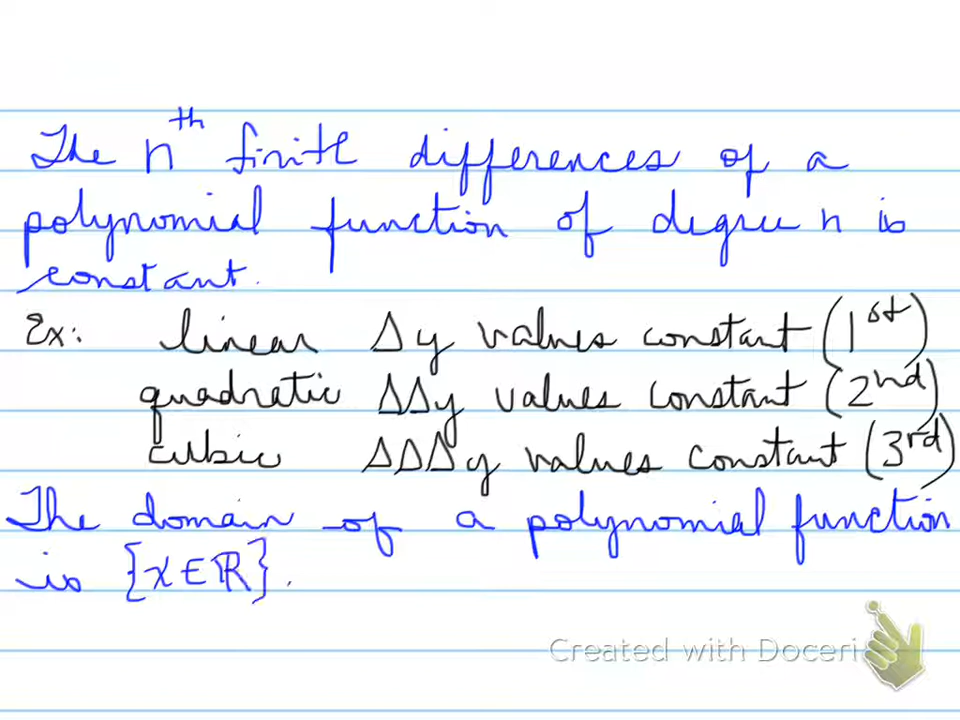 The nth finite differences of a
polynomial function of degree n is
constant.
Ex: linear Δy values constant (1st)
quadratic ΔΔy values constant (2nd)
cubic ΔΔΔy values constant (3rd)
The domain of a polynomial function
is {x∈ℝ}.
Created with Doceri